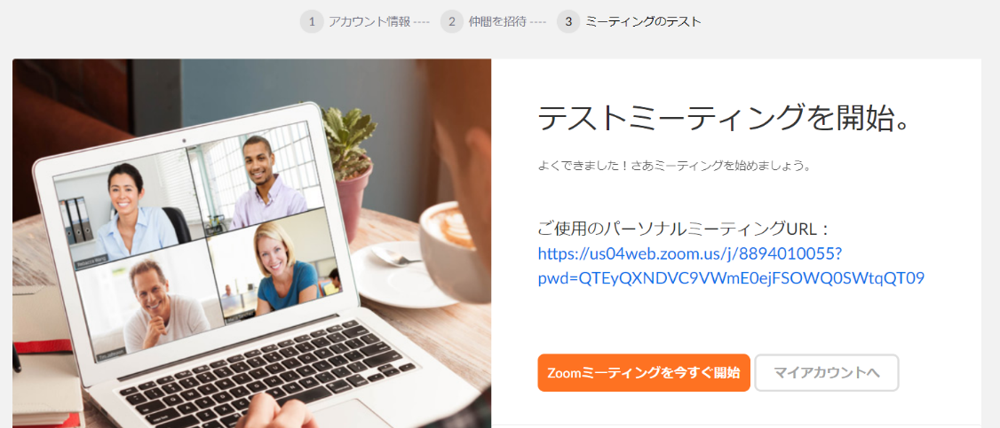 1 アカウント情報 ---- 2 仲間を招待 ---- 3 ミーティングのテスト
テストミーティングを開始。
よくできました！さあミーティングを始めましょう。
ご使用のパーソナルミーティングURL：
https://us04web.zoom.us/j/8894010055?
pwd=QTEyQXNDVC9VWmE0ejFSOWQ0SWtqQT09
Zoomミーティングを今すぐ開始 マイアカウントへ